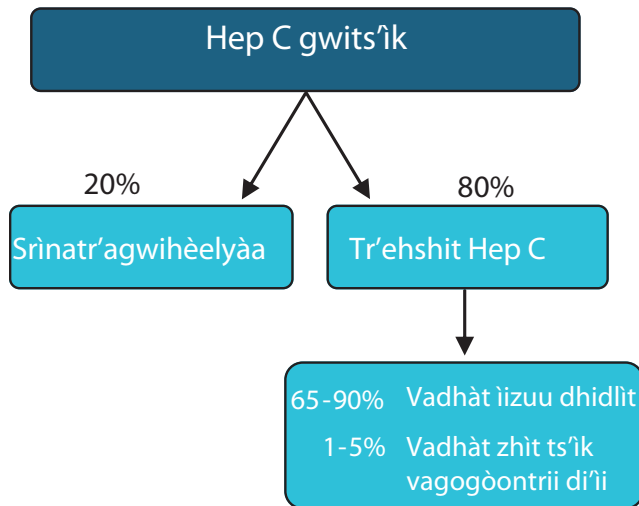 Hep C gwits’ìk
20%
80%
Srìnatr’agwihèelyàa
Tr’ehshit Hep C
65-90% Vadhàt ìizuu dhidlìt
1-5% Vadhàt zhìt ts’ìk
vagogòontrii di’ìi